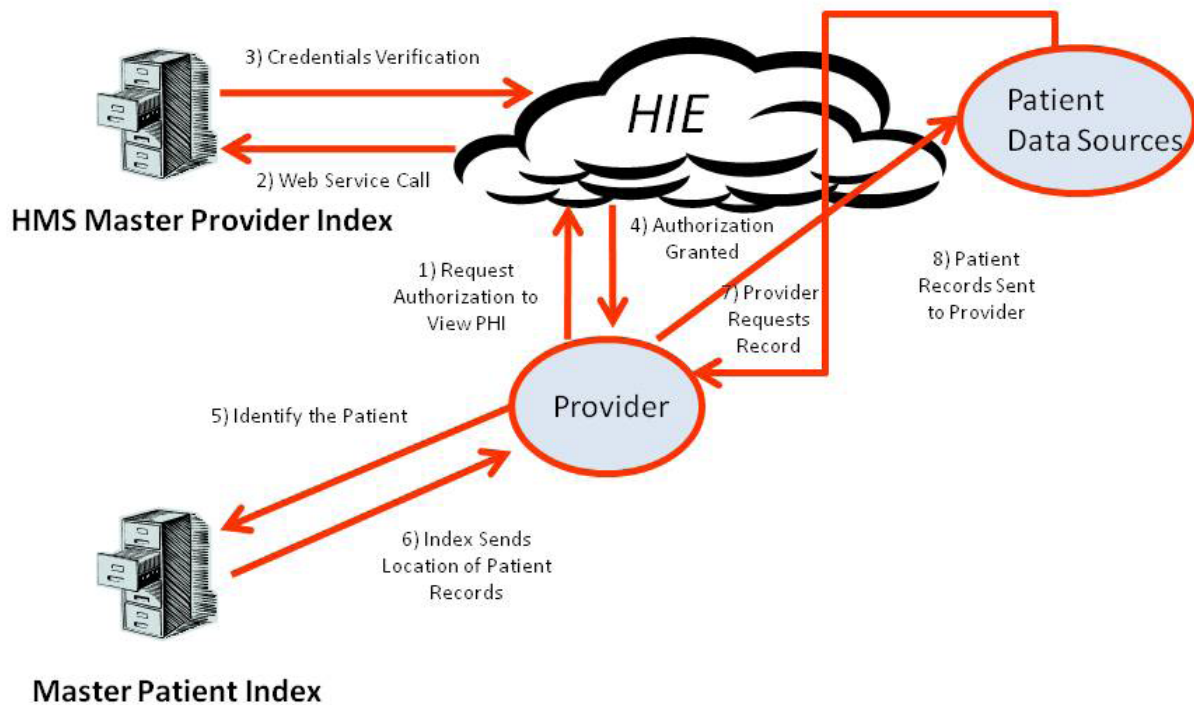 3) Credentials Verification
HIE
Patient
Data Sources
2) Web Service Call
HMS Master Provider Index
4) Authorization
Granted
1) Request
Authorization to
View PHI
7) Provider
Requests
Record
8) Patient
Records Sent
to Provider
Provider
5) Identify the Patient
6) Index Sends
Location of Patient
Records
Master Patient Index